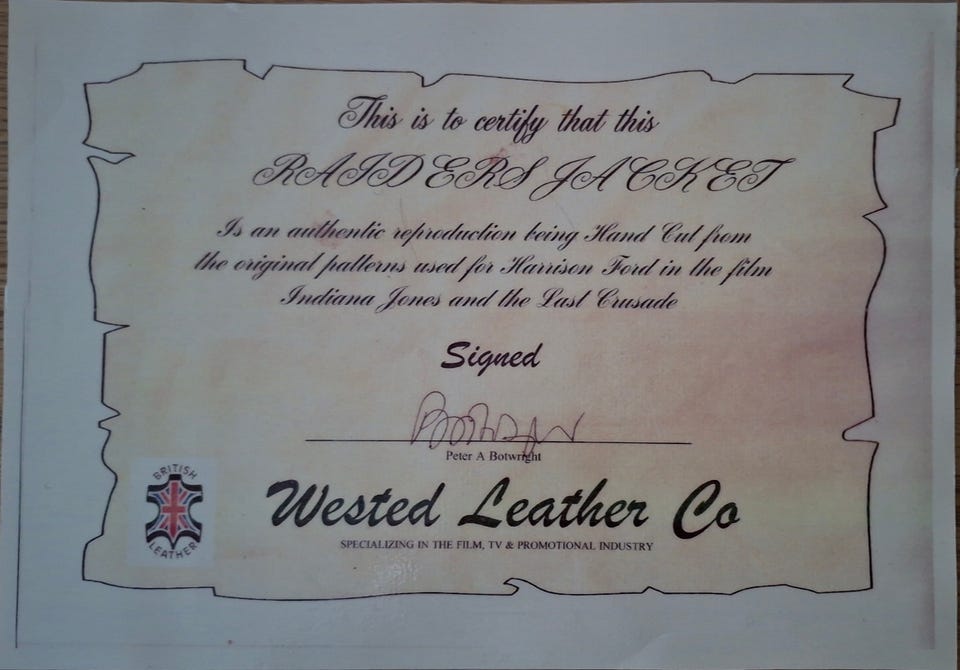 This is to certify that this
RAIDERS JACKET
Is an authentic reproduction being Hand Cut from
the original patterns used for Harrison Ford in the film
Indiana Jones and the Last Crusade
Signed
Peter A Botwright
BRITISH
LEATHER
Wested Leather Co
SPECIALIZING IN THE FILM, TV & PROMOTIONAL INDUSTRY